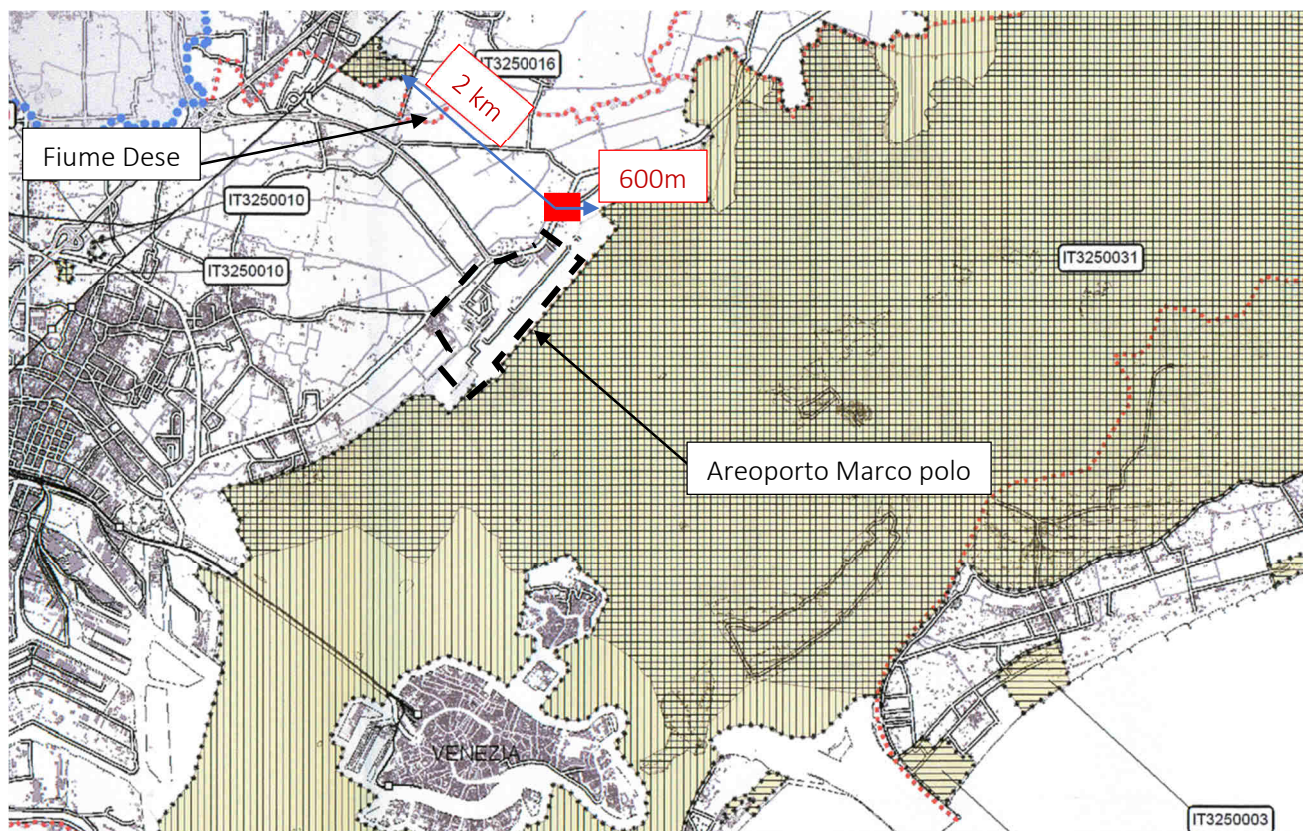 IT3250016
2 km
Fiume Dese
600m
IT3250010
IT3250031
IT3250010
Areoporto Marco polo
VENEZIA
IT3250003